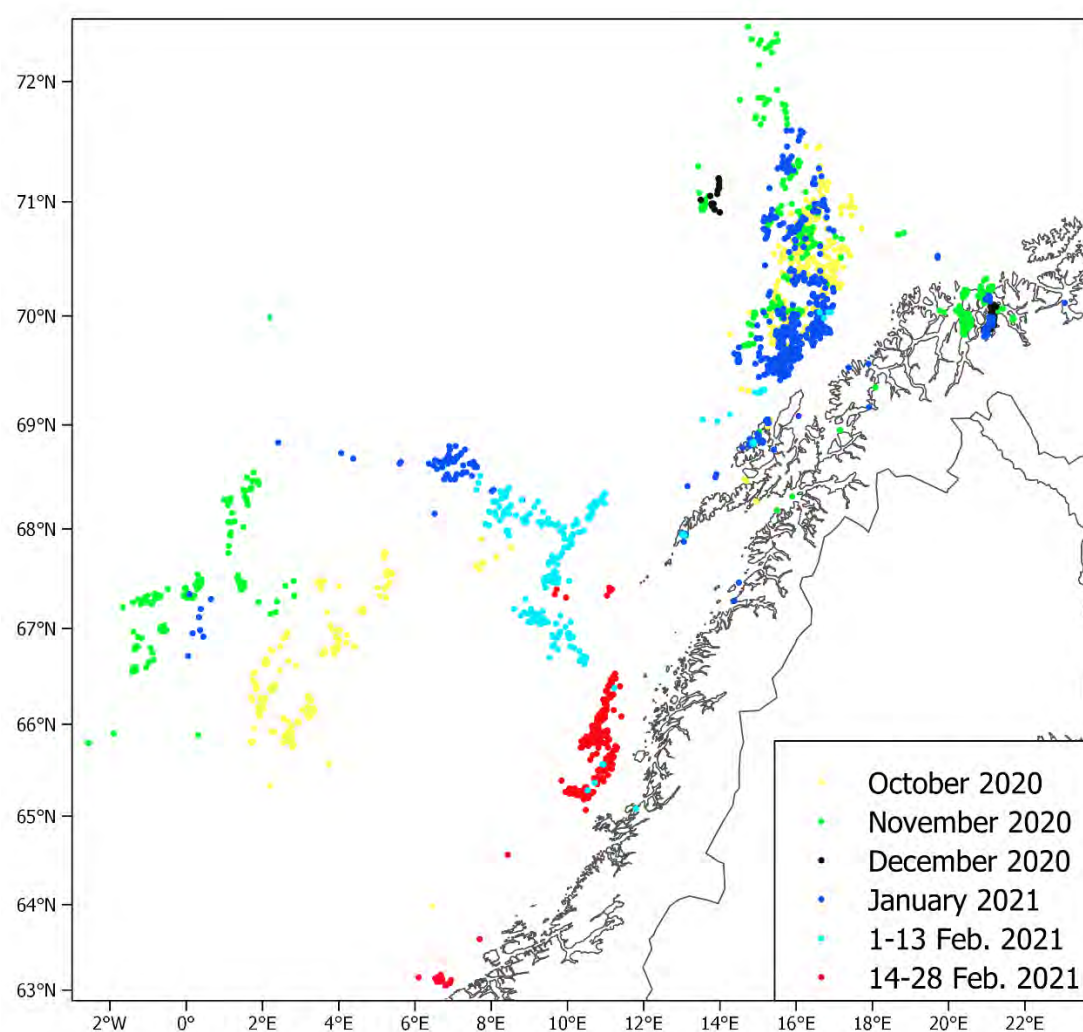 72°N
71°N
70°N
69°N
68°N
67°N
66°N
65°N
64°N
63°N
October 2020
November 2020
December 2020
January 2021
1-13 Feb. 2021
14-28 Feb. 2021
2°W 0° 2°E 4°E 6°E 8°E 10°E 12°E 14°E 16°E 18°E 20°E 22°E